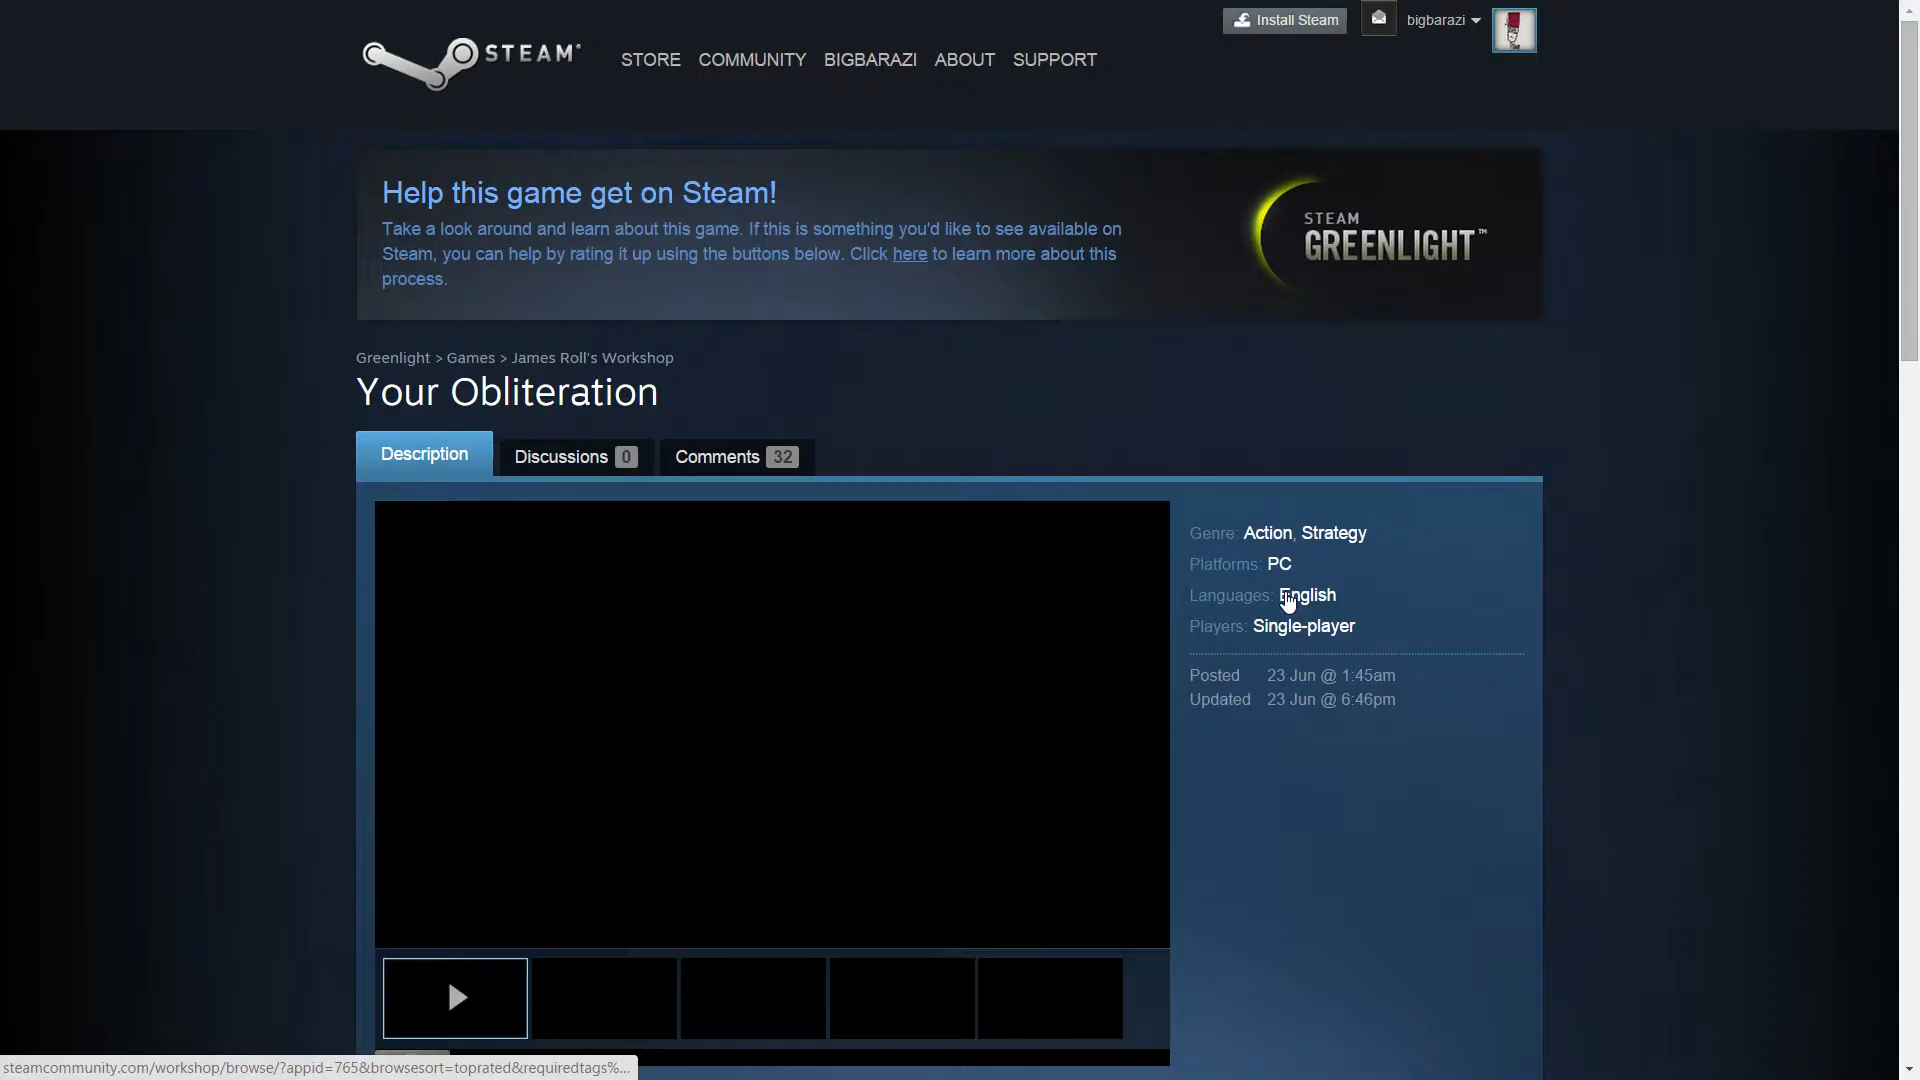 Install Steam
bigbarazi
STEAM®
STORE COMMUNITY BIGBARAZI ABOUT SUPPORT
Help this game get on Steam!
Take a look around and learn about this game. If this is something you'd like to see available on
Steam, you can help by rating it up using the buttons below. Click here to learn more about this
process.
STEAM
GREENLIGHT™
Greenlight > Games > James Roll's Workshop
Your Obliteration
Description
Discussions 0
Comments 32
Genre: Action, Strategy
Platforms: PC
Languages: English
Players: Single-player
Posted 23 Jun @ 1:45am
Updated 23 Jun @ 6:46pm
steamcommunity.com/workshop/browse/?appid=765&browsesort=toprated&requiredtags%...